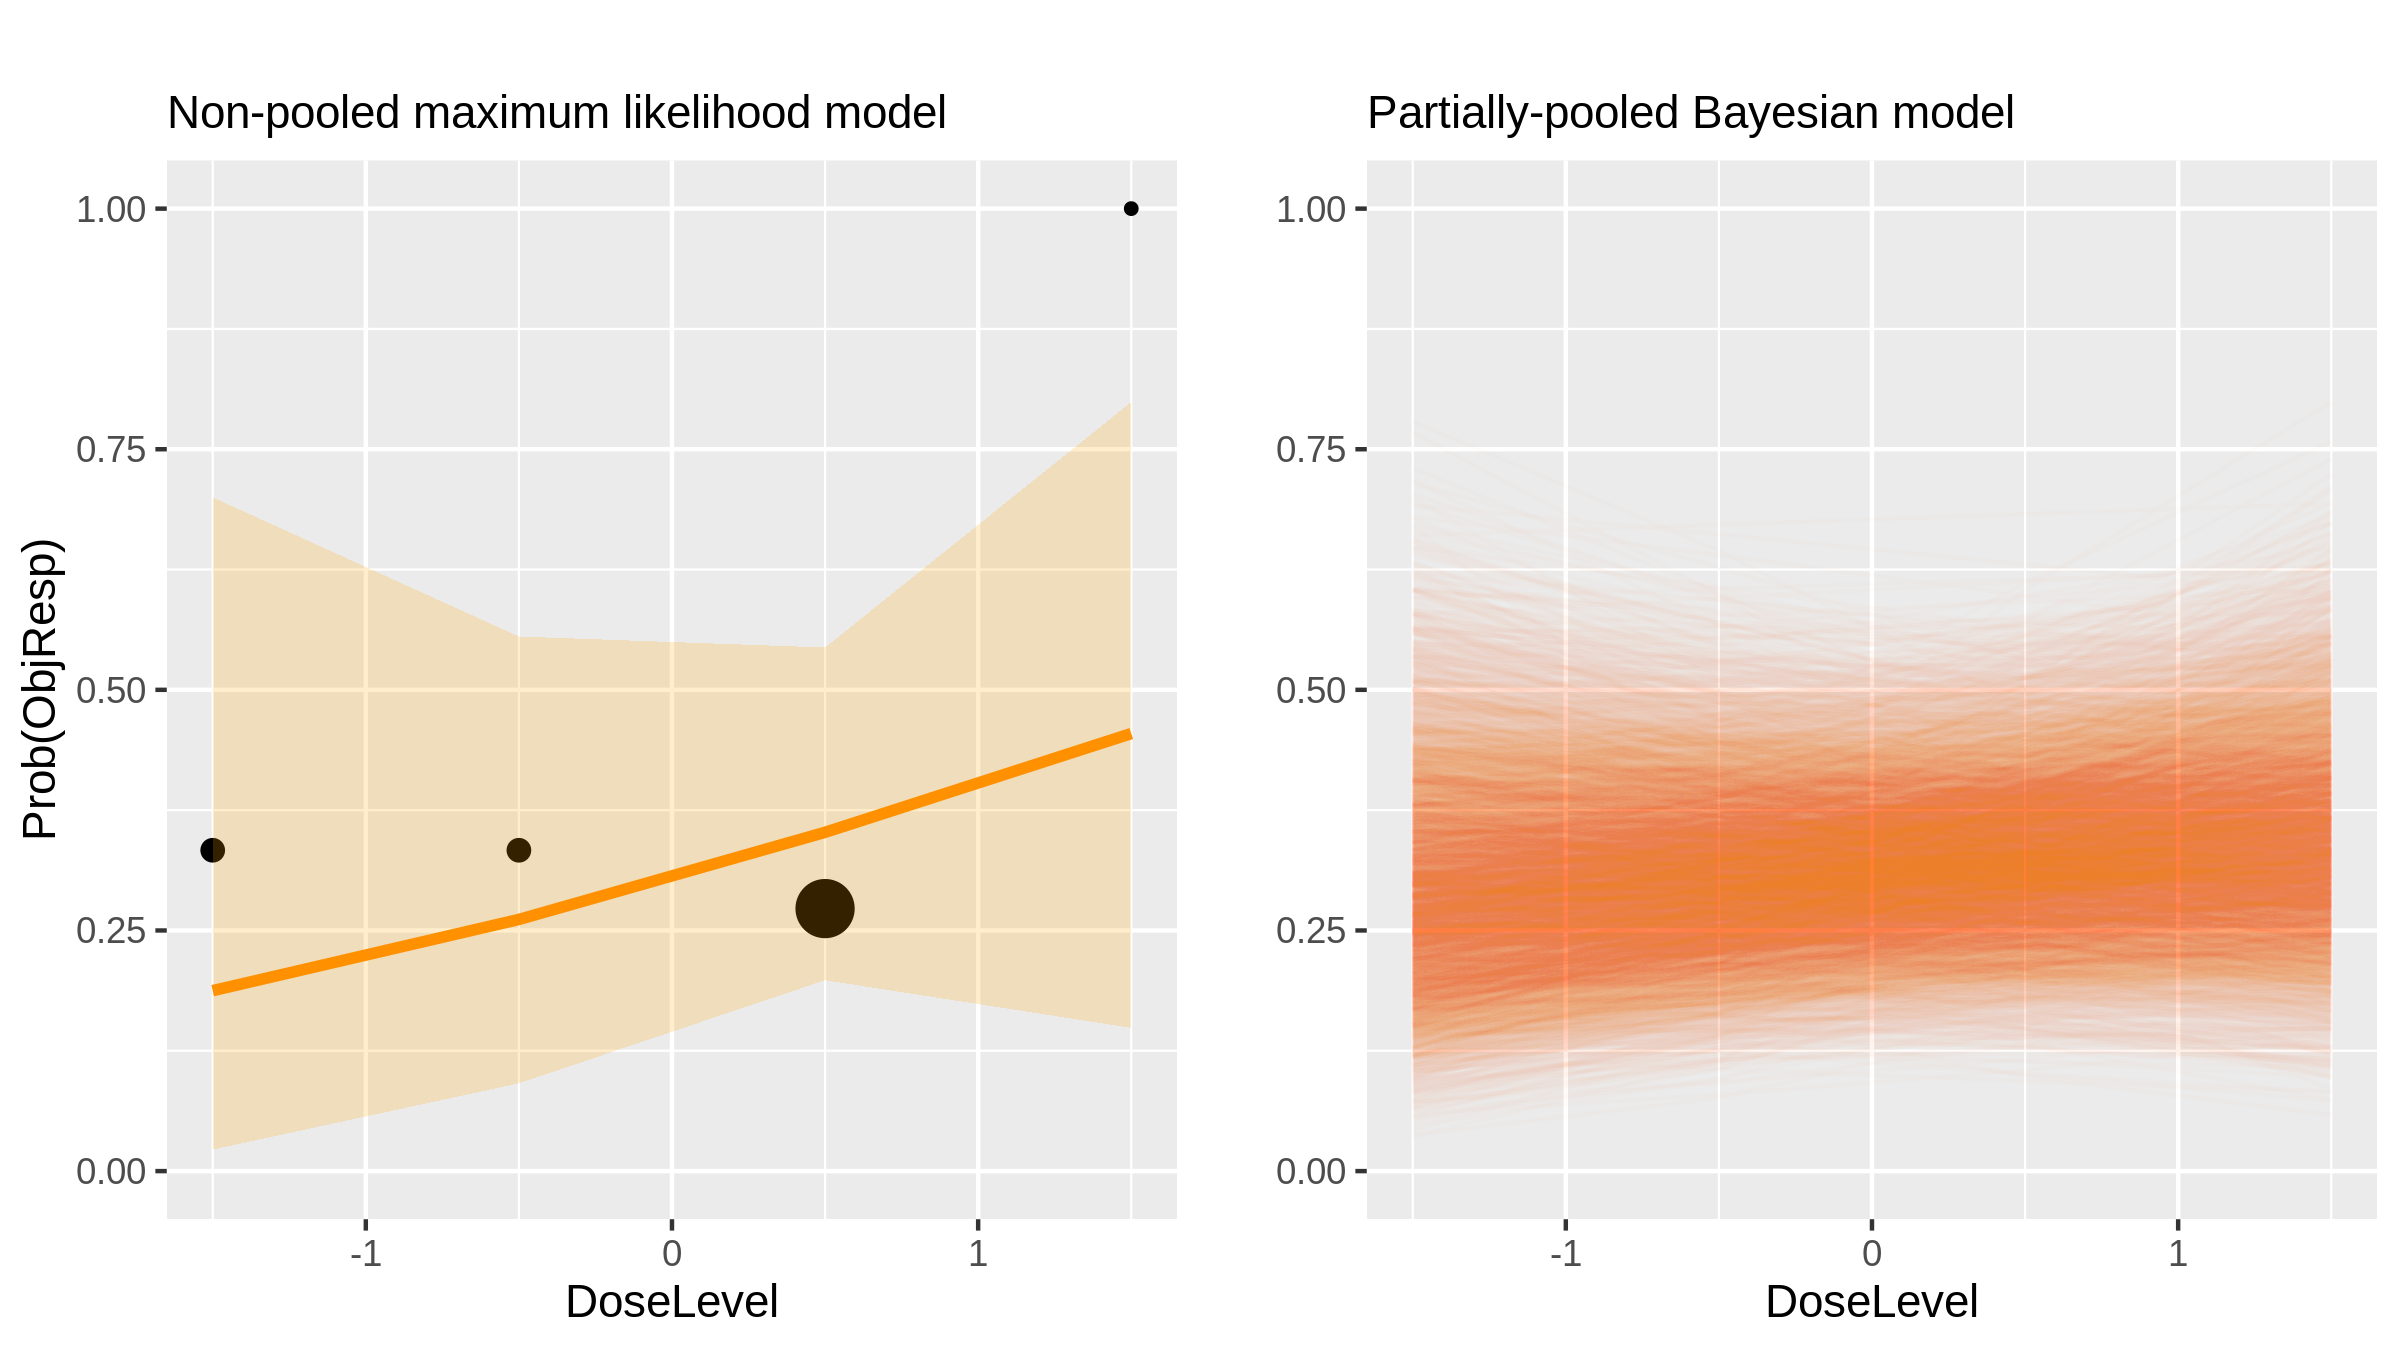 Non-pooled maximum likelihood model
Prob(ObjResp)
1.00
0.75
0.50
0.25
0.00
-1 0 1
DoseLevel
Partially-pooled Bayesian model
1.00
0.75
0.50
0.25
0.00
-1 0 1
DoseLevel